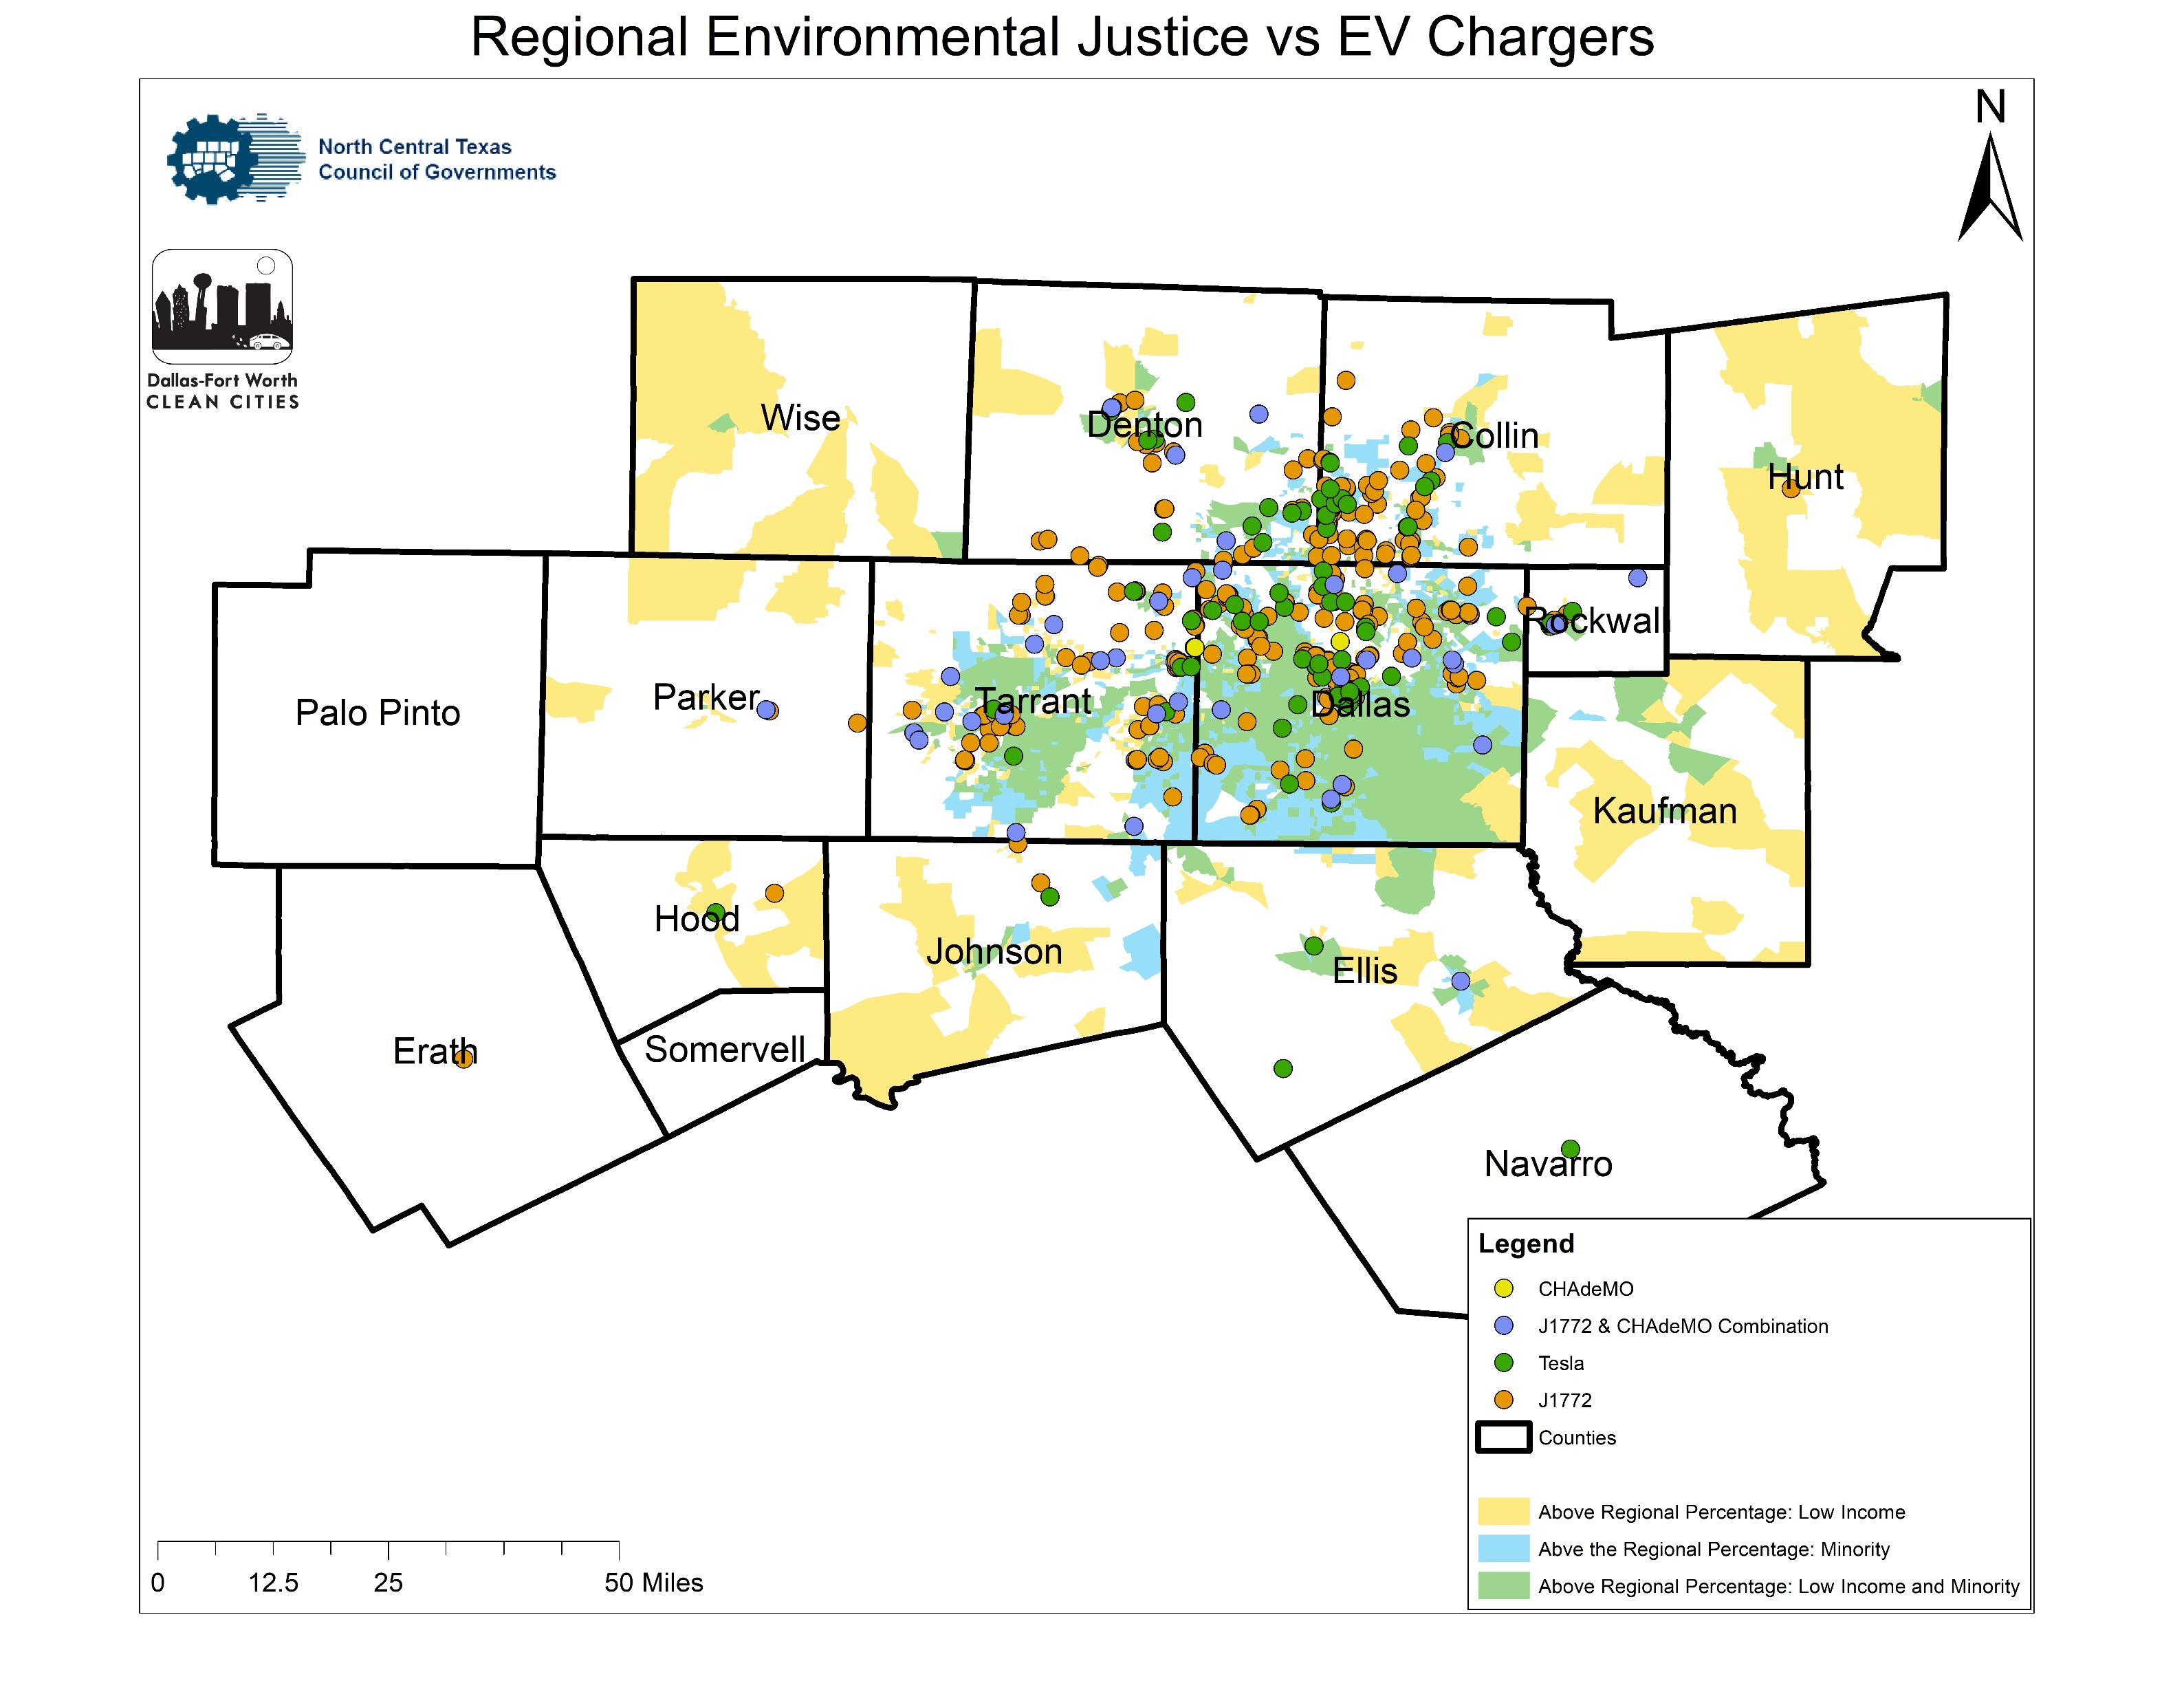 Regional Environmental Justice vs EV Chargers
N
North Central Texas
Council of Governments
Dallas-Fort Worth
CLEAN CITIES
Wise
Denton
Collin
Hunt
Palo Pinto
Parker
Tarrant
Dallas
Rockwall
Kaufman
Hood
Johnson
Ellis
Erath
Somervell
Navarro
Legend
CHAdeMO
J1772 & CHAdeMO Combination
Tesla
J1772
Counties
Above Regional Percentage: Low Income
Abve the Regional Percentage: Minority
Above Regional Percentage: Low Income and Minority
0 12.5 25 50 Miles